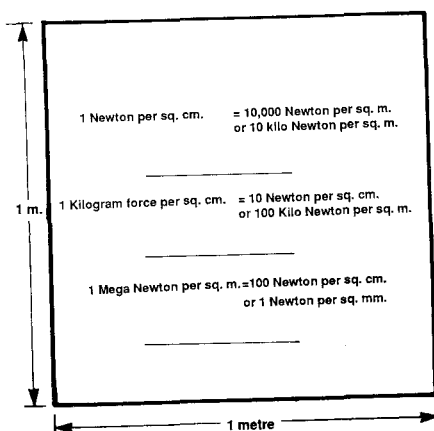 1 Newton per sq. cm. = 10,000 Newton per sq. m.
or 10 kilo Newton per sq. m.
1 m.
1 Kilogram force per sq. cm. = 10 Newton per sq. cm.
or 100 Kilo Newton per sq. m.
1 Mega Newton per sq. m.=100 Newton per sq. cm.
or 1 Newton per sq. mm.
1 metre